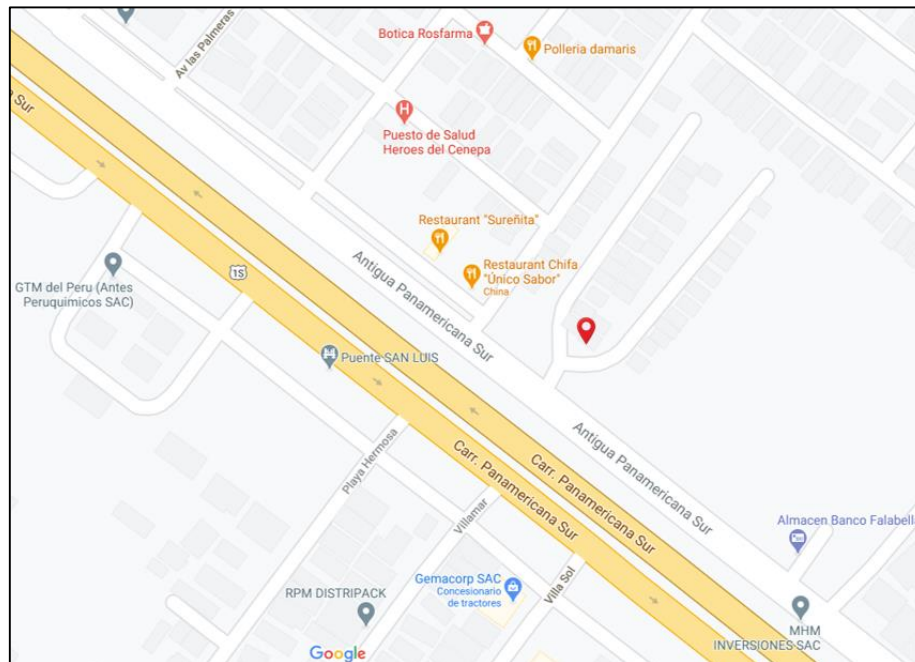 Av las Palmeras
Botica Rosfarma
Polleria damaris
a Sur
Puesto de Salud
Heroes del Cenepa
Restaurant "Sureñita"
Restaurant Chifa
"Único Sabor"
China
1S
GTM del Peru (Antes
Peruquimicos SAC)
Antigua Panamericana Sur
Puente SAN LUIS
Antigua Panamericana Sur
Carr. Panamericana Sur
Carr. Panamericana Sur
Playa Hermosa
Villamar
Villa Sol
Almacen Banco Falabell
Gemacorp SAC
Concesionario
de tractores
RPM DISTRIPACK
MHM
INVERSIONES SAC
Google